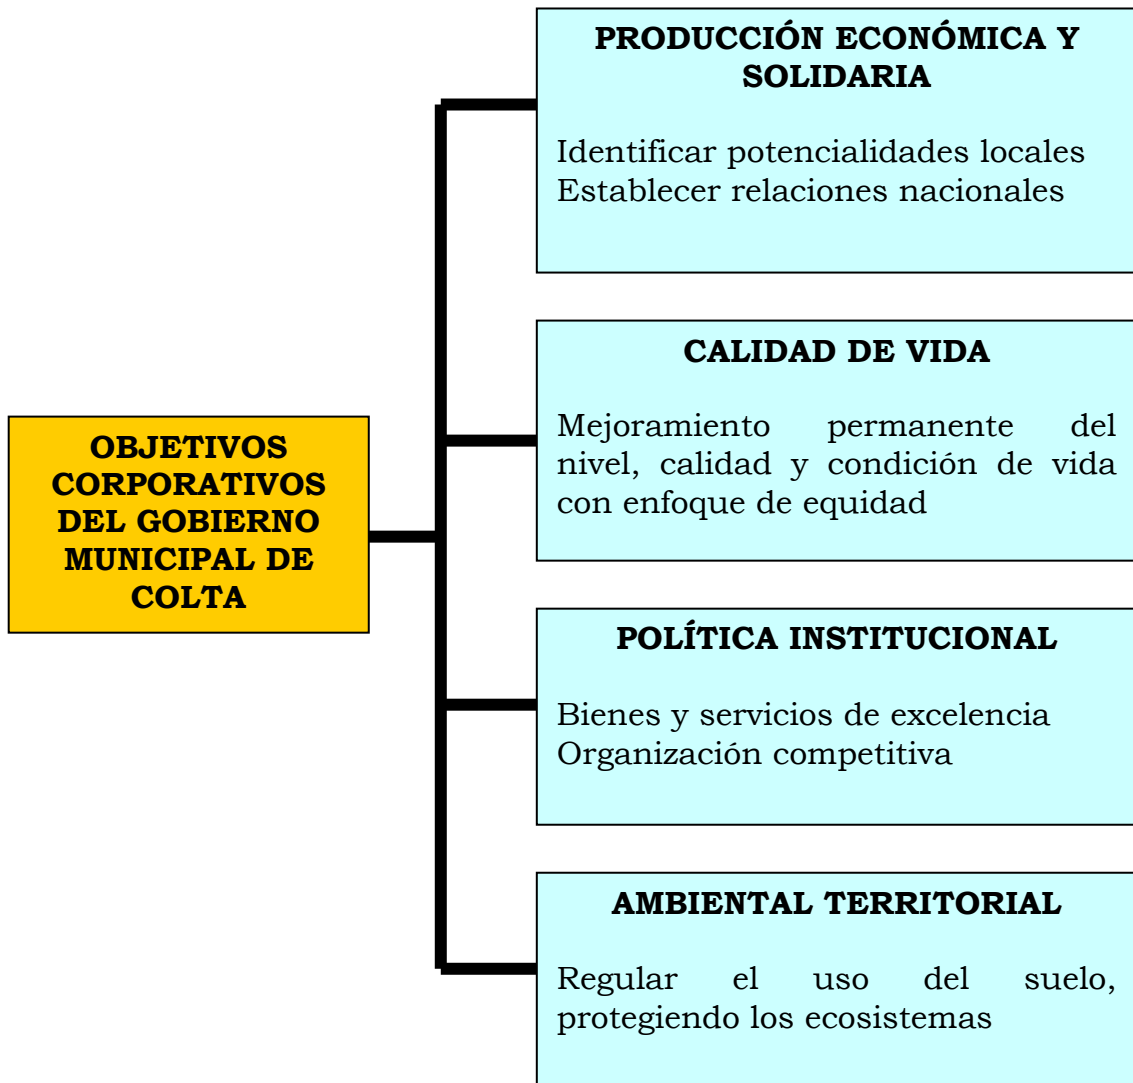 OBJETIVOS
CORPORATIVOS
DEL GOBIERNO
MUNICIPAL DE
COLTA
PRODUCCIÓN ECONÓMICA Y
SOLIDARIA
Identificar potencialidades locales
Establecer relaciones nacionales
CALIDAD DE VIDA
Mejoramiento permanente del
nivel, calidad y condición de vida
con enfoque de equidad
POLÍTICA INSTITUCIONAL
Bienes y servicios de excelencia
Organización competitiva
AMBIENTAL TERRITORIAL
Regular el uso del suelo,
protegiendo los ecosistemas